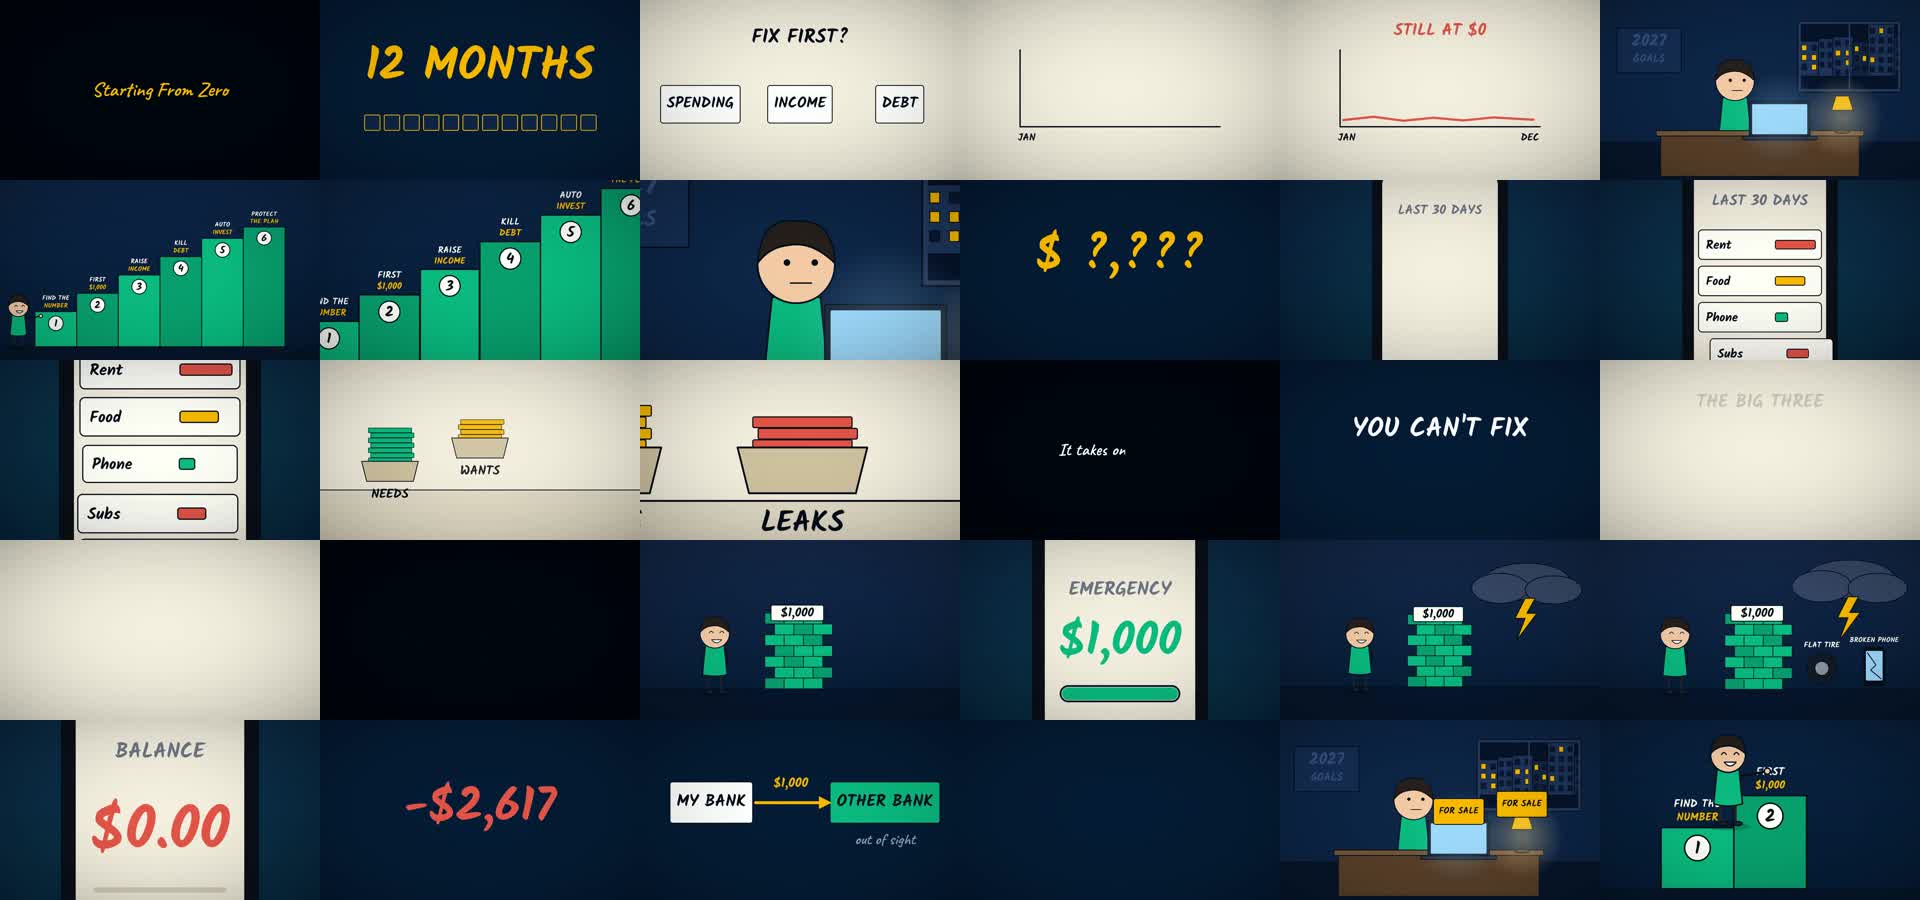 Starting From Zero
12 MONTHS
FIX FIRST?
SPENDING
INCOME
DEBT
JAN
STILL AT $0
JAN
DEC
2027
GOALS
FIND THE
NUMBER
1
FIRST
$1,000
2
RAISE
INCOME
3
KILL
DEBT
4
AUTO
INVEST
5
PROTECT
THE PLAN
6
ND THE
UMBER
1
FIRST
$1,000
2
RAISE
INCOME
3
KILL
DEBT
4
AUTO
INVEST
5
6
$ ?,???
LAST 30 DAYS
LAST 30 DAYS
Rent
Food
Phone
Subs
Rent
Food
Phone
Subs
NEEDS
WANTS
LEAKS
It takes on
YOU CAN'T FIX
THE BIG THREE
$1,000
EMERGENCY
$1,000
$1,000
$1,000
FLAT TIRE
BROKEN PHONE
BALANCE
$0.00
-$2,617
MY BANK
$1,000
OTHER BANK
out of sight
2027
GOALS
FOR SALE
FOR SALE
FIND THE
NUMBER
1
FIRST
$1,000
2